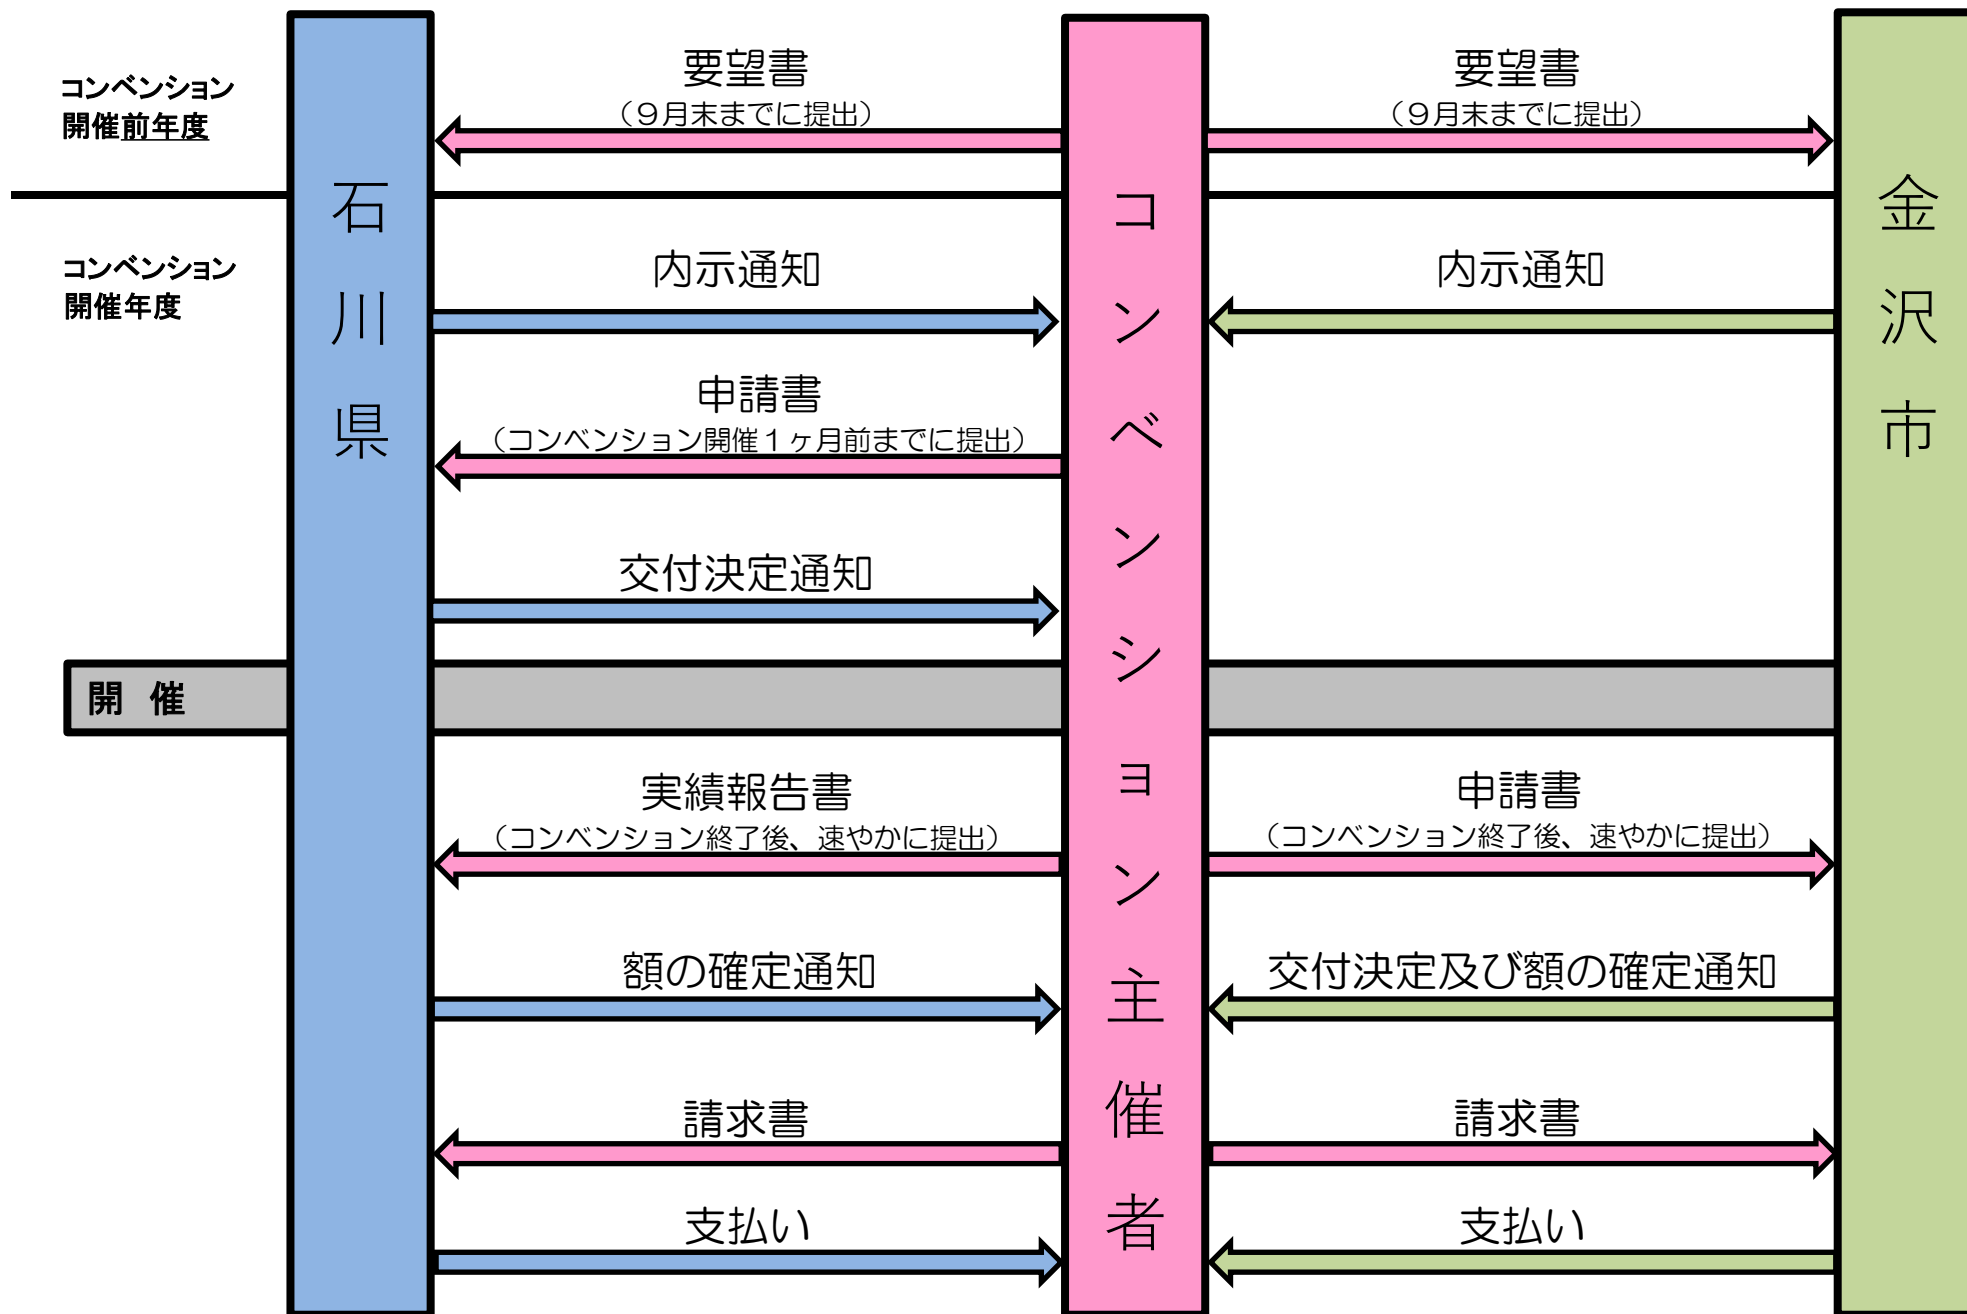 コンベンション
開催前年度
要望書
（９月末までに提出）
要望書
（９月末までに提出）
石川県
コンベンション主催者
金沢市
コンベンション
開催年度
内示通知
内示通知
申請書
（コンベンション開催１ヶ月前までに提出）
交付決定通知
開 催
実績報告書
（コンベンション終了後、速やかに提出）
申請書
（コンベンション終了後、速やかに提出）
額の確定通知
交付決定及び額の確定通知
請求書
請求書
支払い
支払い